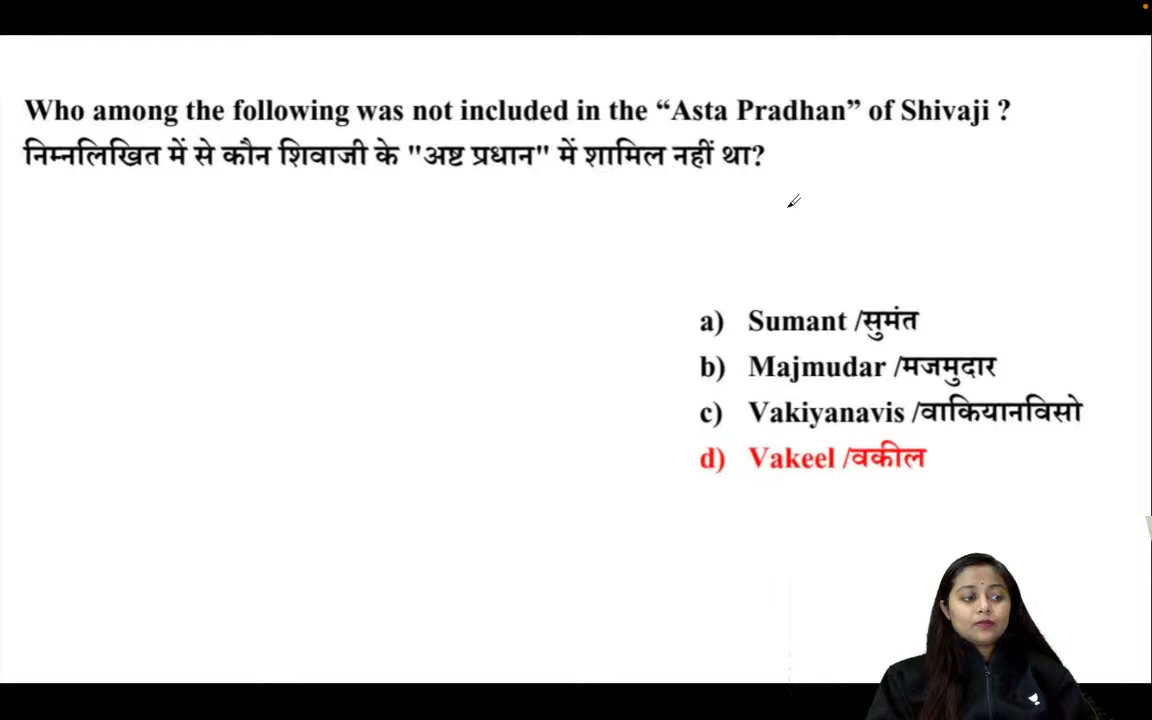 Who among the following was not included in the “Asta Pradhan” of Shivaji ?
निम्नलिखित में से कौन शिवाजी के "अष्ट प्रधान" में शामिल नहीं था?
a) Sumant /सुमंत
b) Majmudar /मजमुदार
c) Vakiyanavis /वाकियानविसो
d) Vakeel /वकील